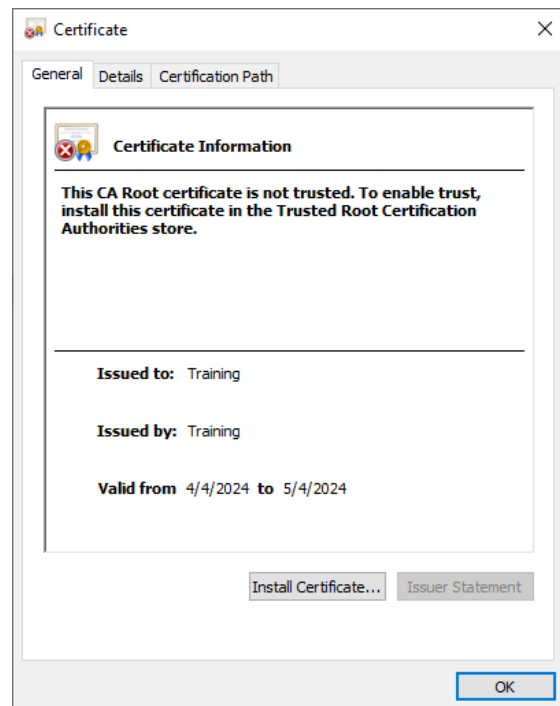 Certificate
General Details Certification Path
Certificate Information
This CA Root certificate is not trusted. To enable trust,
install this certificate in the Trusted Root Certification
Authorities store.
Issued to: Training
Issued by: Training
Valid from 4/4/2024 to 5/4/2024
Install Certificate... Issuer Statement
OK